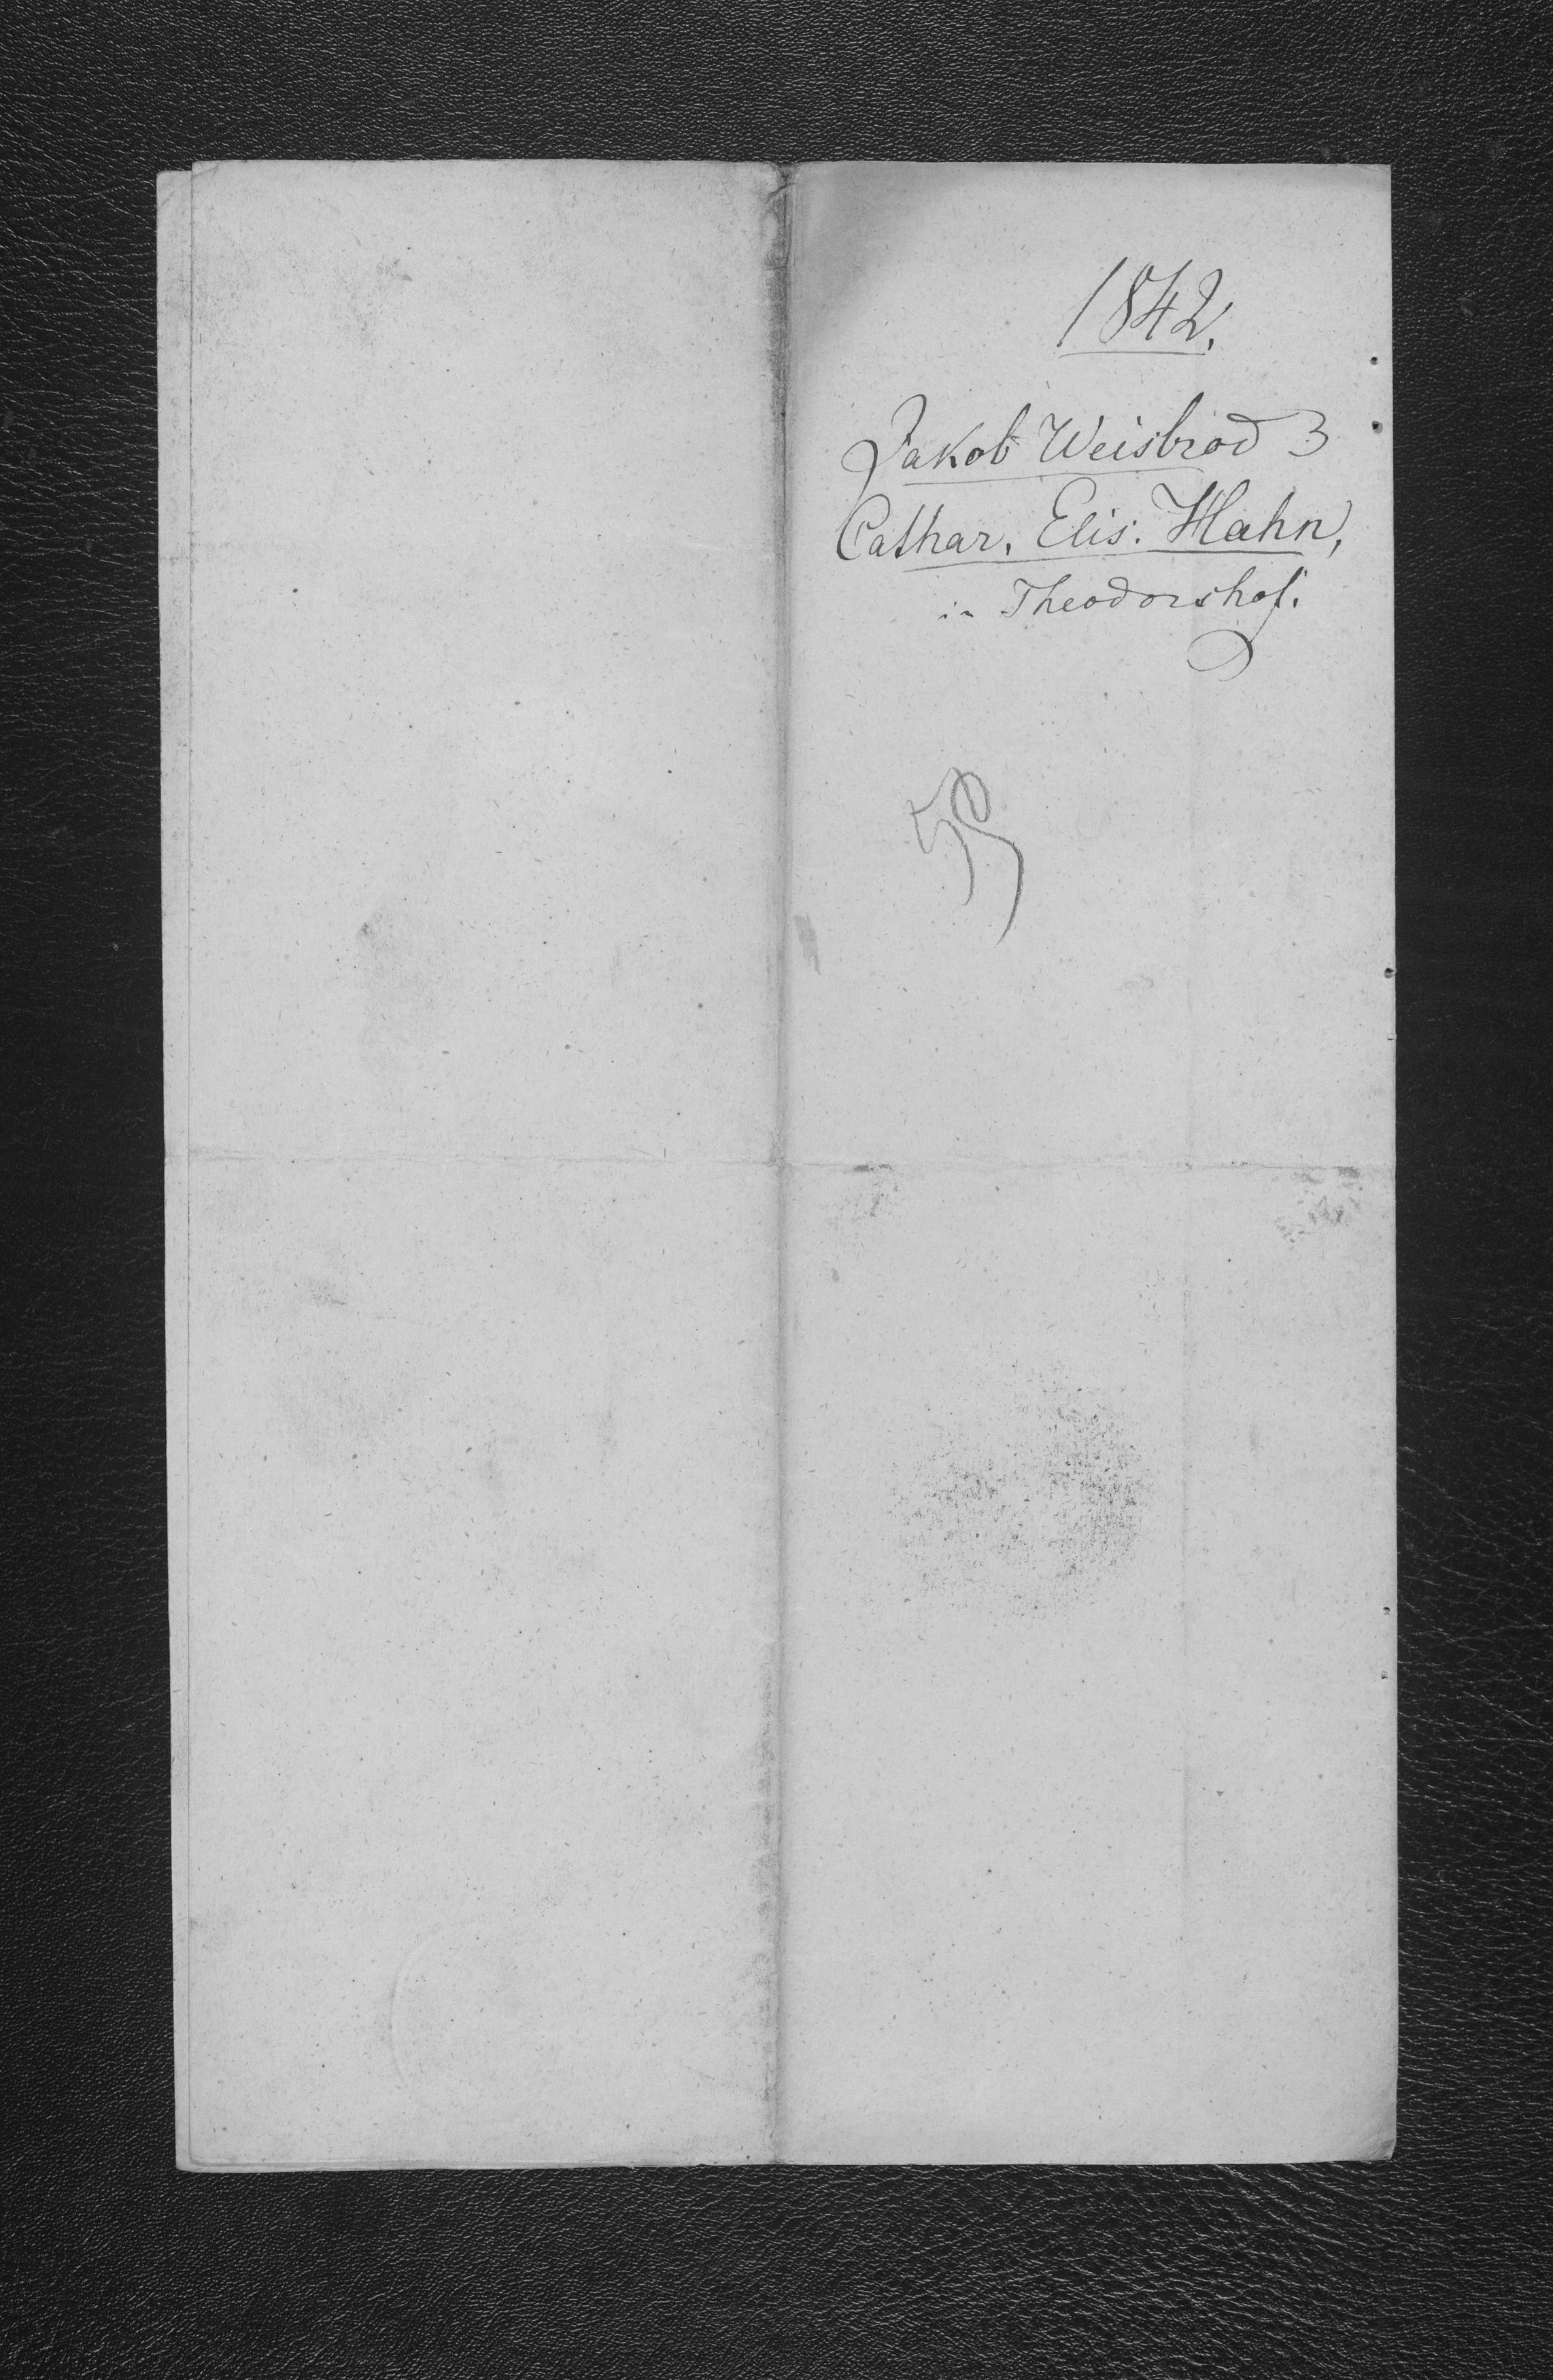 1842.
Jakob Weisbrod 3
Cathar. Elis: Hahn,
in Theodorshof.